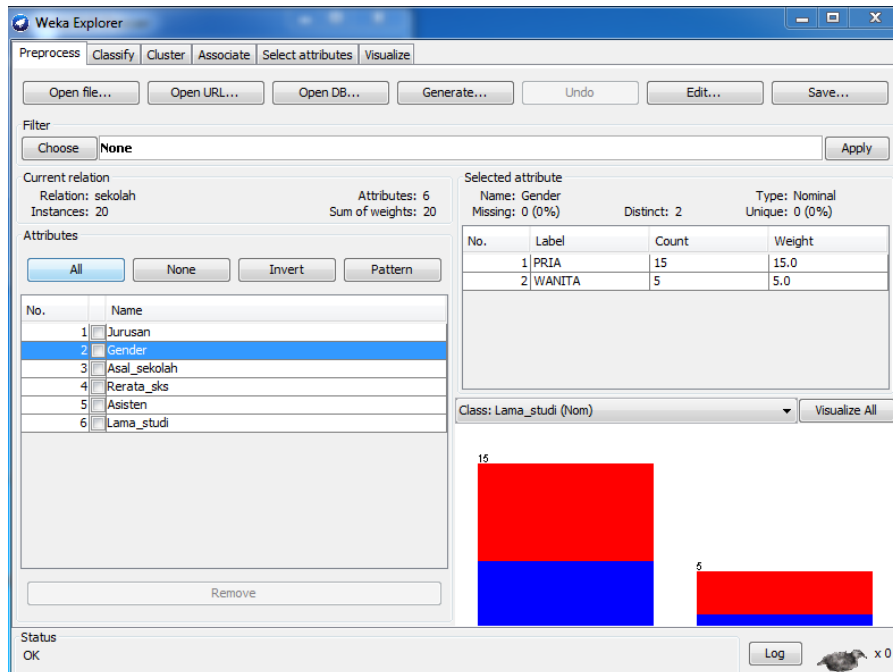 Weka Explorer
Preprocess Classify Cluster Associate Select attributes Visualize
Open file... Open URL... Open DB... Generate... Undo Edit... Save...
Filter
Choose None Apply
Current relation
Relation: sekolah Attributes: 6
Instances: 20 Sum of weights: 20
Attributes
All None Invert Pattern
No. Name
1 Jurusan
2 Gender
3 Asal_sekolah
4 Rerata_sks
5 Asisten
6 Lama_studi
Remove
Selected attribute
Name: Gender Type: Nominal
Missing: 0 (0%) Distinct: 2 Unique: 0 (0%)
No. Label Count Weight
1 PRIA 15 15.0
2 WANITA 5 5.0
Class: Lama_studi (Nom) Visualize All
15
5
Status
OK Log x 0